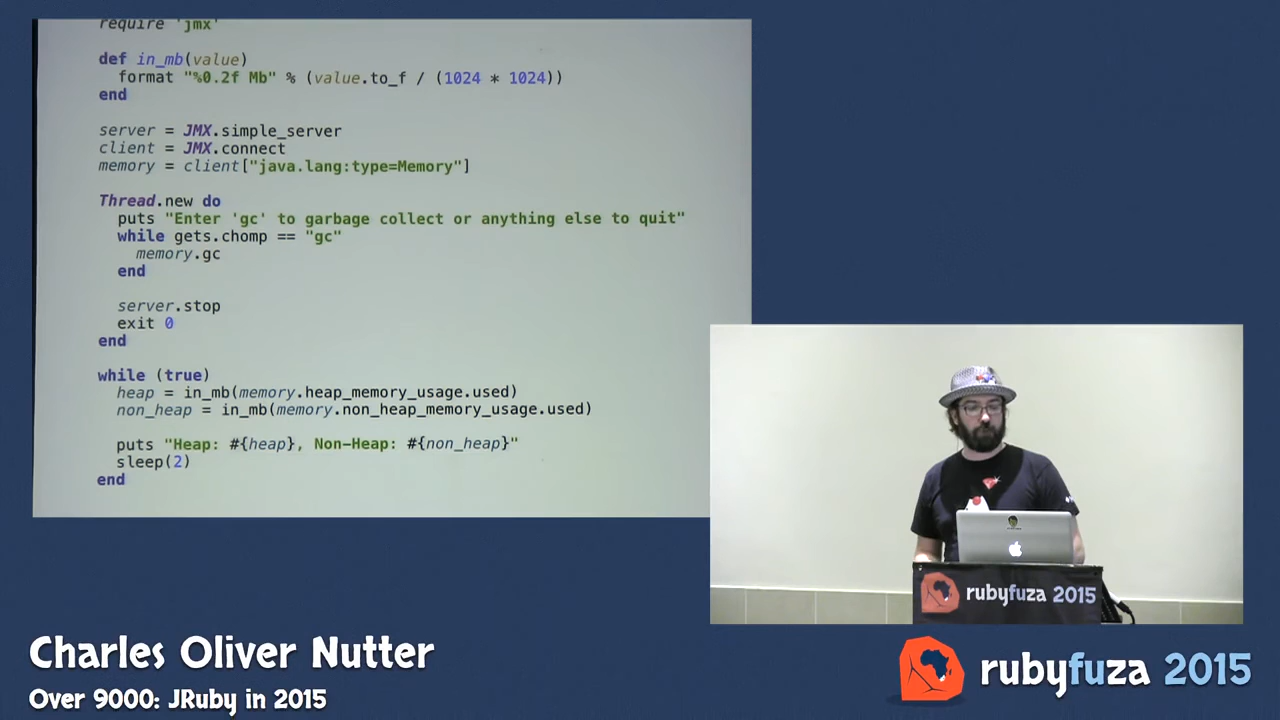 require 'jmx'
def in_mb(value)
format "%0.2f Mb" % (value.to_f / (1024 * 1024))
end
server = JMX.simple_server
client = JMX.connect
memory = client["java.lang:type=Memory"]
Thread.new do
puts "Enter 'gc' to garbage collect or anything else to quit"
while gets.chomp == "gc"
memory.gc
end
server.stop
exit 0
end
while (true)
heap = in_mb(memory.heap_memory_usage.used)
non_heap = in_mb(memory.non_heap_memory_usage.used)
puts "Heap: #{heap}, Non-Heap: #{non_heap}"
sleep(2)
end
rubyfuza 2015
Charles Oliver Nutter
Over 9000: JRuby in 2015
rubyfuza 2015